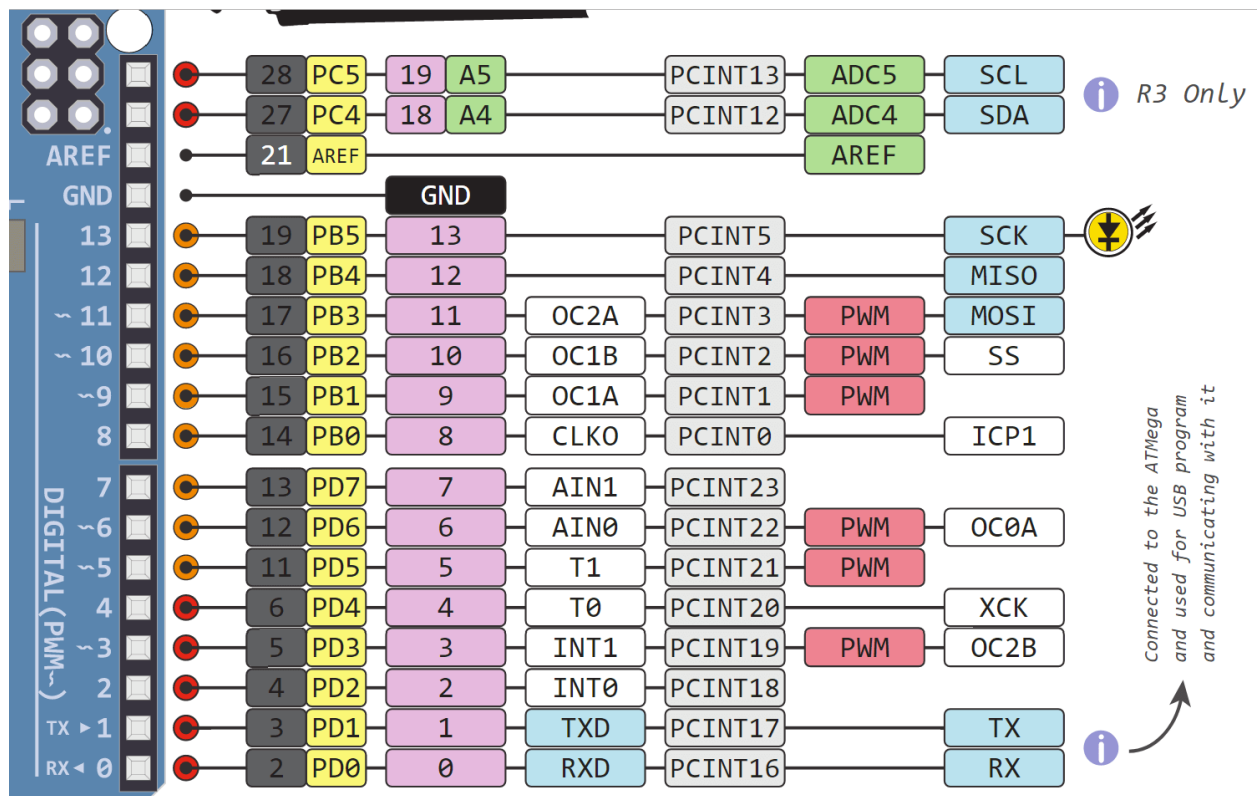 28 PC5 19 A5 PCINT13 ADC5 SCL R3 Only
27 PC4 18 A4 PCINT12 ADC4 SDA
AREF 21 AREF AREF
GND GND
13 19 PB5 13 PCINT5 SCK
12 18 PB4 12 PCINT4 MISO
~ 11 17 PB3 11 OC2A PCINT3 PWM MOSI
~ 10 16 PB2 10 OC1B PCINT2 PWM SS
~9 15 PB1 9 OC1A PCINT1 PWM
8 14 PB0 8 CLKO PCINT0 ICP1
7 13 PD7 7 AIN1 PCINT23
~6 12 PD6 6 AIN0 PCINT22 PWM OC0A
~5 11 PD5 5 T1 PCINT21 PWM
4 6 PD4 4 T0 PCINT20 XCK
~3 5 PD3 3 INT1 PCINT19 PWM OC2B
2 4 PD2 2 INT0 PCINT18
TX ▸ 1 3 PD1 1 TXD PCINT17 TX
RX ◂ 0 2 PD0 0 RXD PCINT16 RX
DIGITAL(PWM~)
Connected to the ATMega
and used for USB program
and communicating with it